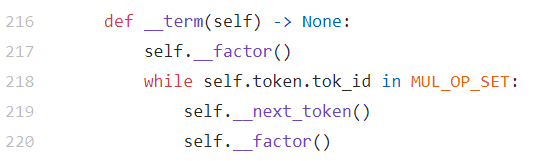 216 def __term(self) -> None:
217 self.__factor()
218 while self.token.tok_id in MUL_OP_SET:
219 self.__next_token()
220 self.__factor()